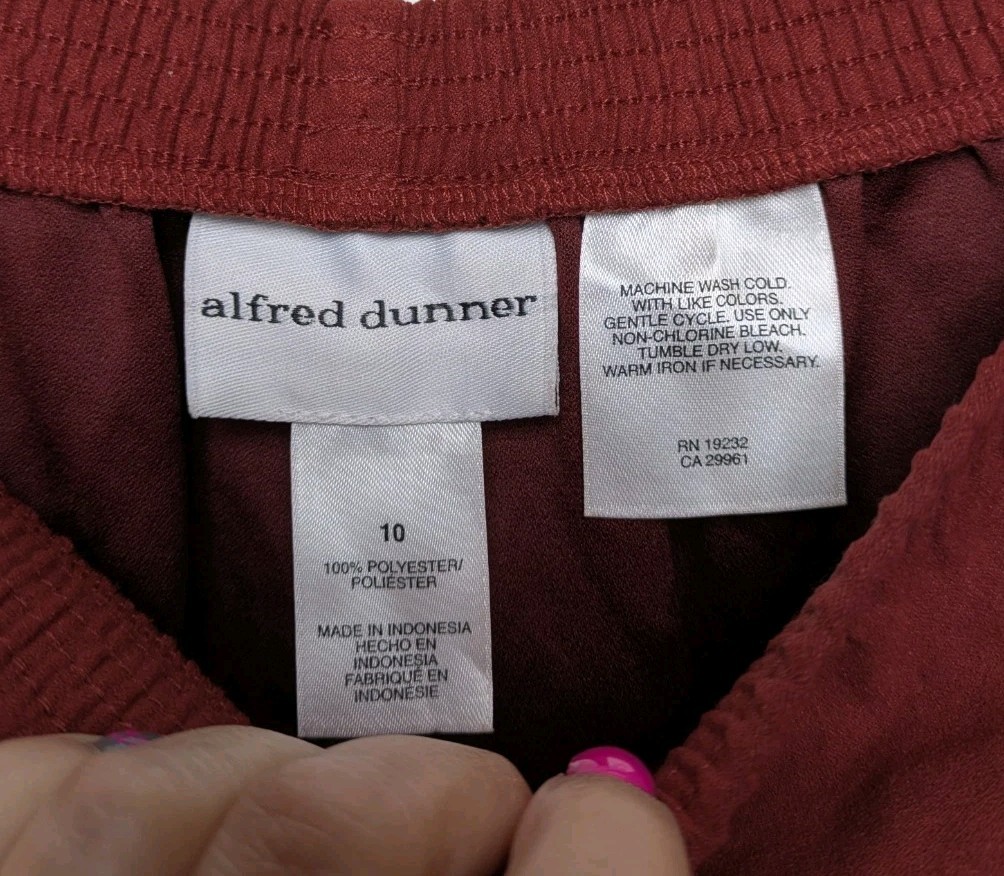 alfred dunner
10
100% POLYESTER/
POLIÉSTER
MADE IN INDONESIA
HECHO EN
INDONESIA
FABRIQUÉ EN
INDONÉSIE
MACHINE WASH COLD.
WITH LIKE COLORS.
GENTLE CYCLE. USE ONLY
NON-CHLORINE BLEACH.
TUMBLE DRY LOW.
WARM IRON IF NECESSARY.
RN 19232
CA 29961